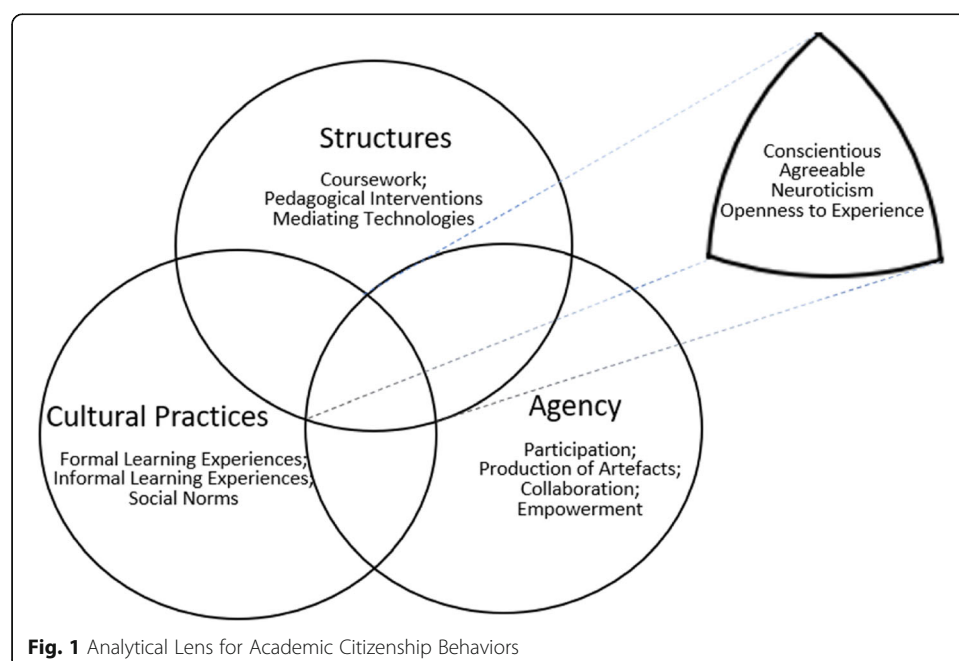 Structures
Coursework;
Pedagogical Interventions
Mediating Technologies
Conscientious
Agreeable
Neuroticism
Openness to Experience
Cultural Practices
Formal Learning Experiences;
Informal Learning Experiences;
Social Norms
Agency
Participation;
Production of Artefacts;
Collaboration;
Empowerment
Fig. 1 Analytical Lens for Academic Citizenship Behaviors